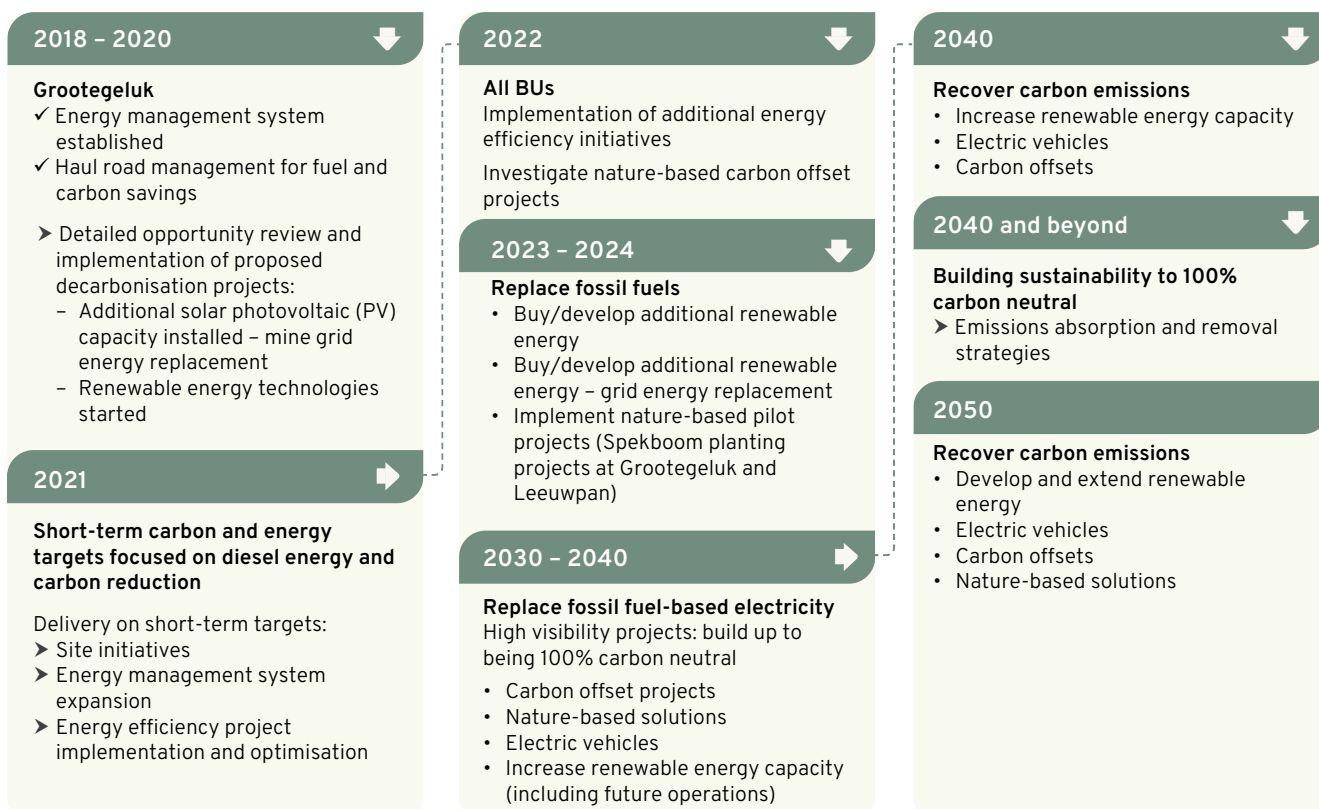 2018 – 2020
Grootegeluk
✓ Energy management system
established
✓ Haul road management for fuel and
carbon savings
➤ Detailed opportunity review and
implementation of proposed
decarbonisation projects:
– Additional solar photovoltaic (PV)
capacity installed – mine grid
energy replacement
– Renewable energy technologies
started
2021
Short-term carbon and energy
targets focused on diesel energy and
carbon reduction
Delivery on short-term targets:
➤ Site initiatives
➤ Energy management system
expansion
➤ Energy efficiency project
implementation and optimisation
2022
All BUs
Implementation of additional energy
efficiency initiatives
Investigate nature-based carbon offset
projects
2023 – 2024
Replace fossil fuels
• Buy/develop additional renewable
energy
• Buy/develop additional renewable
energy – grid energy replacement
• Implement nature-based pilot
projects (Spekboom planting
projects at Grootegeluk and
Leeuwpan)
2030 – 2040
Replace fossil fuel-based electricity
High visibility projects: build up to
being 100% carbon neutral
• Carbon offset projects
• Nature-based solutions
• Electric vehicles
• Increase renewable energy capacity
(including future operations)
2040
Recover carbon emissions
• Increase renewable energy capacity
• Electric vehicles
• Carbon offsets
2040 and beyond
Building sustainability to 100%
carbon neutral
➤ Emissions absorption and removal
strategies
2050
Recover carbon emissions
• Develop and extend renewable
energy
• Electric vehicles
• Carbon offsets
• Nature-based solutions